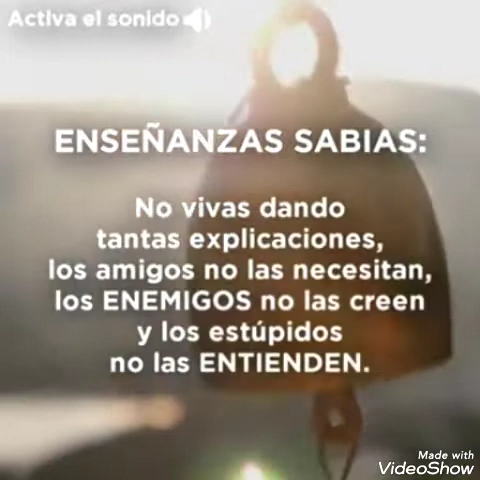 Activa el sonido
ENSEÑANZAS SABIAS:
No vivas dando
tantas explicaciones,
los amigos no las necesitan,
los ENEMIGOS no las creen
y los estúpidos
no las ENTIENDEN.
Made with
VideoShow